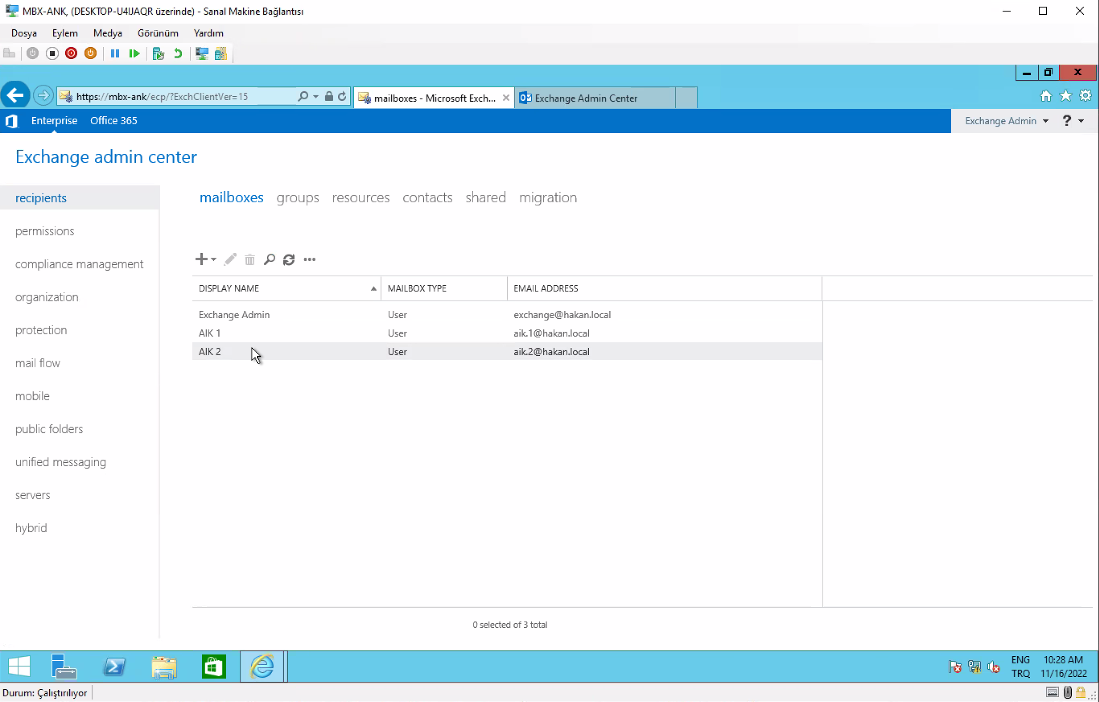 MBX-ANK, (DESKTOP-U4IJAQR üzerinde) - Sanal Makine Bağlantısı
Dosya Eylem Medya Görünüm Yardım
https://mbx-ank/ecp/?ExchClientVer=15
mailboxes - Microsoft Exch...
Exchange Admin Center
Enterprise Office 365
Exchange Admin ?
Exchange admin center
recipients
permissions
compliance management
organization
protection
mail flow
mobile
public folders
unified messaging
servers
hybrid
mailboxes groups resources contacts shared migration
DISPLAY NAME MAILBOX TYPE EMAIL ADDRESS
Exchange Admin User exchange@hakan.local
AIK 1 User aik.1@hakan.local
AIK 2 User aik.2@hakan.local
0 selected of 3 total
ENG 10:28 AM
TRQ 11/16/2022
Durum: Çalıştırılıyor